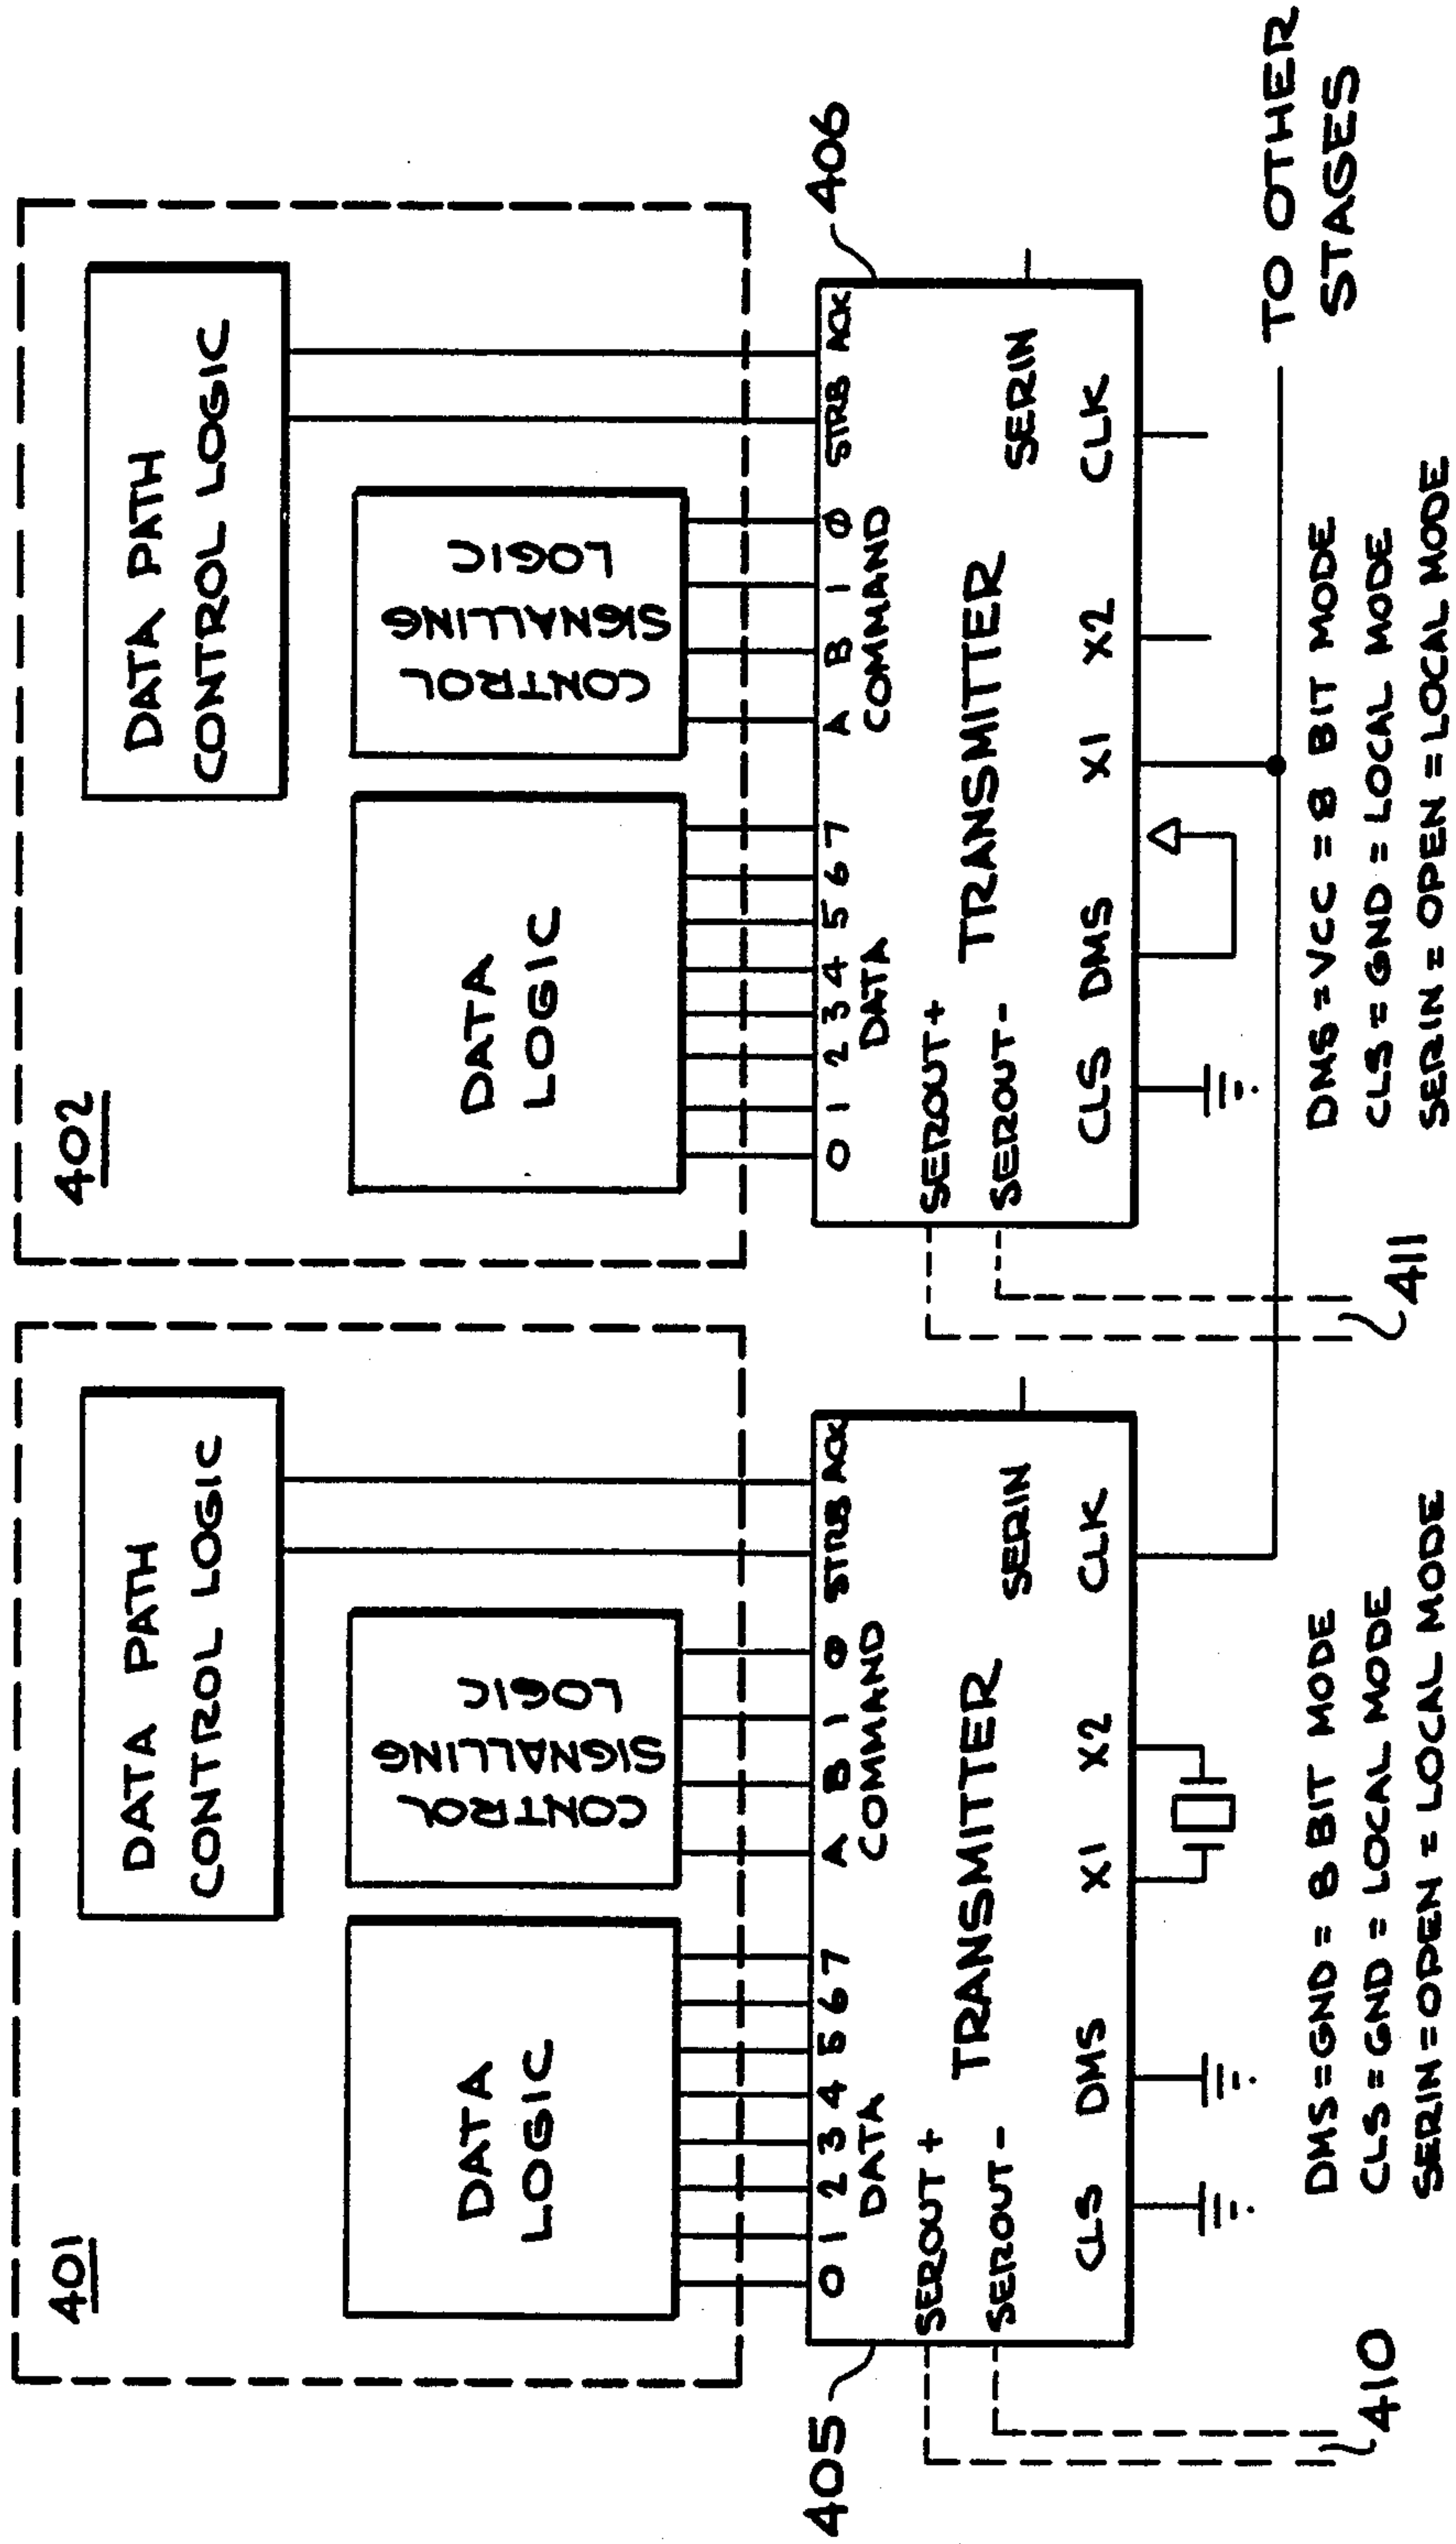 401
DATA PATH
CONTROL LOGIC
DATA
LOGIC
CONTROL
SIGNALLING
LOGIC
0 1 2 3 4 5 6 7
DATA
A B 1 0
COMMAND
STRB ACK
405
SEROUT +
SEROUT -
TRANSMITTER
SERIN
CLS DMS X1 X2 CLK
410
DMS = GND = 8 BIT MODE
CLS = GND = LOCAL MODE
SERIN = OPEN = LOCAL MODE
402
DATA PATH
CONTROL LOGIC
DATA
LOGIC
CONTROL
SIGNALLING
LOGIC
0 1 2 3 4 5 6 7
DATA
A B 1 0
COMMAND
STRB ACK
406
SEROUT +
SEROUT -
TRANSMITTER
SERIN
CLS DMS X1 X2 CLK
411
TO OTHER
STAGES
DMS = VCC = 8 BIT MODE
CLS = GND = LOCAL MODE
SERIN = OPEN = LOCAL MODE